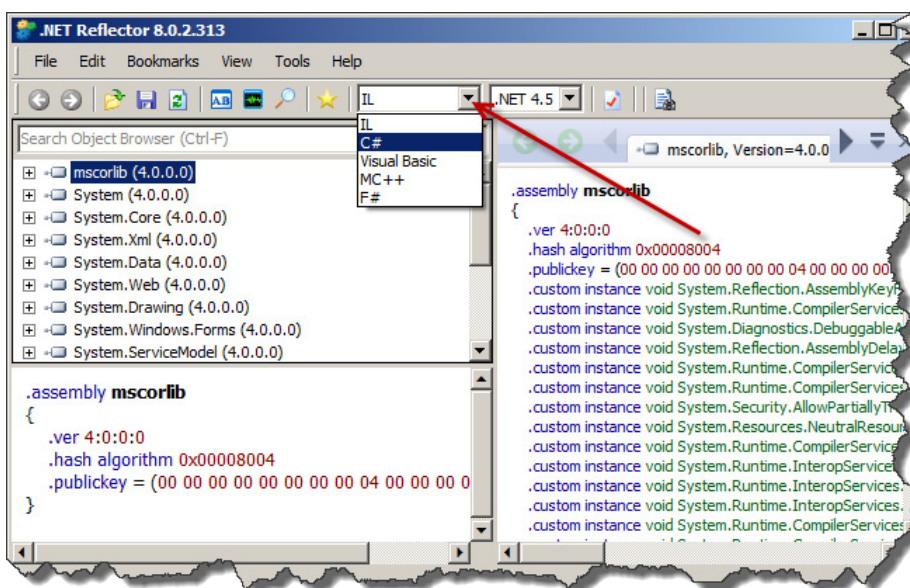 .NET Reflector 8.0.2.313
File Edit Bookmarks View Tools Help
IL .NET 4.5
IL
C#
Visual Basic
MC++
F#
Search Object Browser (Ctrl-F)
mscorlib (4.0.0.0)
System (4.0.0.0)
System.Core (4.0.0.0)
System.Xml (4.0.0.0)
System.Data (4.0.0.0)
System.Web (4.0.0.0)
System.Drawing (4.0.0.0)
System.Windows.Forms (4.0.0.0)
System.ServiceModel (4.0.0.0)
.assembly mscorlib
{
.ver 4:0:0:0
.hash algorithm 0x00008004
.publickey = (00 00 00 00 00 00 00 00 04 00 00 00 0
}
mscorlib, Version=4.0.0
.assembly mscorlib
{
.ver 4:0:0:0
.hash algorithm 0x00008004
.publickey = (00 00 00 00 00 00 00 00 04 00 00 00 00
.custom instance void System.Reflection.AssemblyKeyF
.custom instance void System.Runtime.CompilerServices.
.custom instance void System.Diagnostics.DebuggableA
.custom instance void System.Reflection.AssemblyDelay
.custom instance void System.Runtime.CompilerService
.custom instance void System.Runtime.CompilerServices
.custom instance void System.Security.AllowPartiallyTr
.custom instance void System.Resources.NeutralResour
.custom instance void System.Runtime.CompilerService
.custom instance void System.Runtime.InteropService
.custom instance void System.Runtime.InteropServices.
.custom instance void System.Runtime.InteropServices.
.custom instance void System.Runtime.CompilerServices